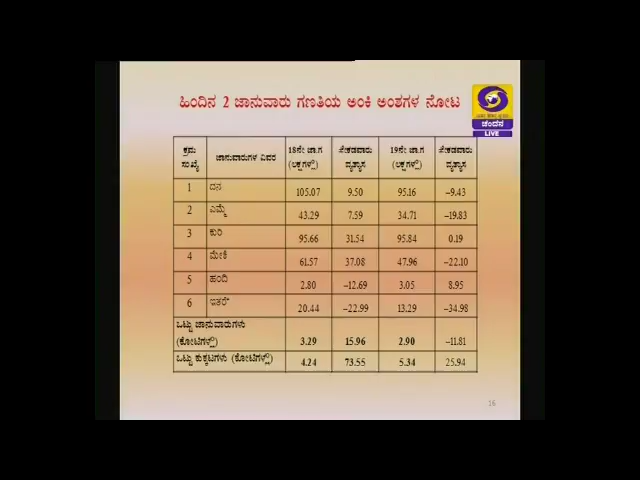 ಹಿಂದಿನ 2 ಜಾನುವಾರು ಗಣತಿಯ ಅಂಕಿ ಅಂಶಗಳ ನೋಟ
ಚಂದನ
LIVE
ಕ್ರಮ ಸಂಖ್ಯೆ ಜಾನುವಾರುಗಳ ವಿವರ 18ನೇ ಜಾ.ಗ (ಲಕ್ಷಗಳಲ್ಲಿ) ಶೇಕಡವಾರು ವ್ಯತ್ಯಾಸ 19ನೇ ಜಾ.ಗ (ಲಕ್ಷಗಳಲ್ಲಿ) ಶೇಕಡವಾರು ವ್ಯತ್ಯಾಸ
1 ದನ 105.07 9.50 95.16 –9.43
2 ಎಮ್ಮೆ 43.29 7.59 34.71 –19.83
3 ಕುರಿ 95.66 31.54 95.84 0.19
4 ಮೇಕೆ 61.57 37.08 47.96 –22.10
5 ಹಂದಿ 2.80 –12.69 3.05 8.95
6 ಇತರೆ* 20.44 –22.99 13.29 –34.98
ಒಟ್ಟು ಜಾನುವಾರುಗಳು
(ಕೋಟಿಗಳಲ್ಲಿ) 3.29 15.96 2.90 –11.81
ಒಟ್ಟು ಕುಕ್ಕುಟಗಳು (ಕೋಟಿಗಳಲ್ಲಿ) 4.24 73.55 5.34 25.94
16